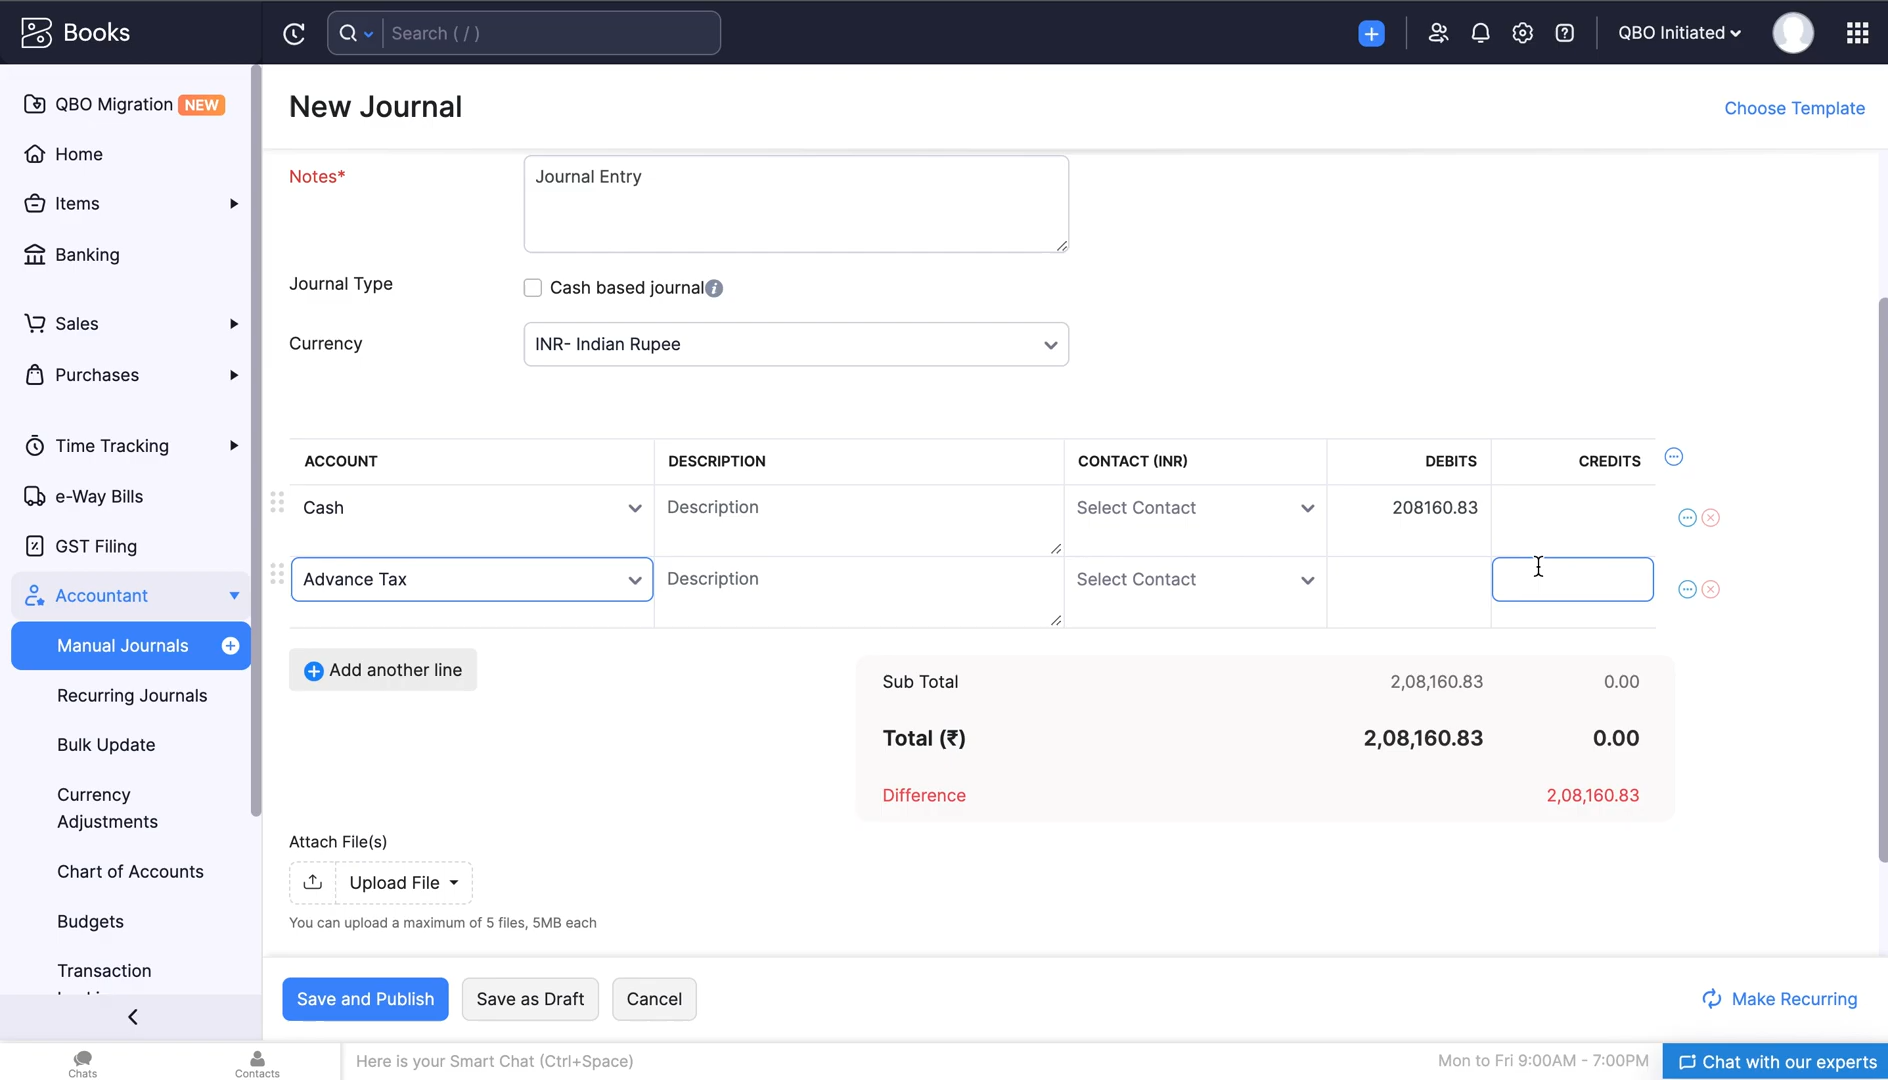 Books
Search ( / )
QBO Initiated
QBO Migration NEW
Home
Items
Banking
Sales
Purchases
Time Tracking
e-Way Bills
GST Filing
Accountant
Manual Journals
Recurring Journals
Bulk Update
Currency
Adjustments
Chart of Accounts
Budgets
Transaction
New Journal
Choose Template
Notes*
Journal Entry
Journal Type
Cash based journal
Currency
INR- Indian Rupee
ACCOUNT DESCRIPTION CONTACT (INR) DEBITS CREDITS
Cash Description Select Contact 208160.83
Advance Tax Description Select Contact
Add another line
Sub Total 2,08,160.83 0.00
Total (₹) 2,08,160.83 0.00
Difference 2,08,160.83
Attach File(s)
Upload File
You can upload a maximum of 5 files, 5MB each
Save and Publish Save as Draft Cancel
Make Recurring
Chats
Contacts
Here is your Smart Chat (Ctrl+Space)
Mon to Fri 9:00AM - 7:00PM
Chat with our experts